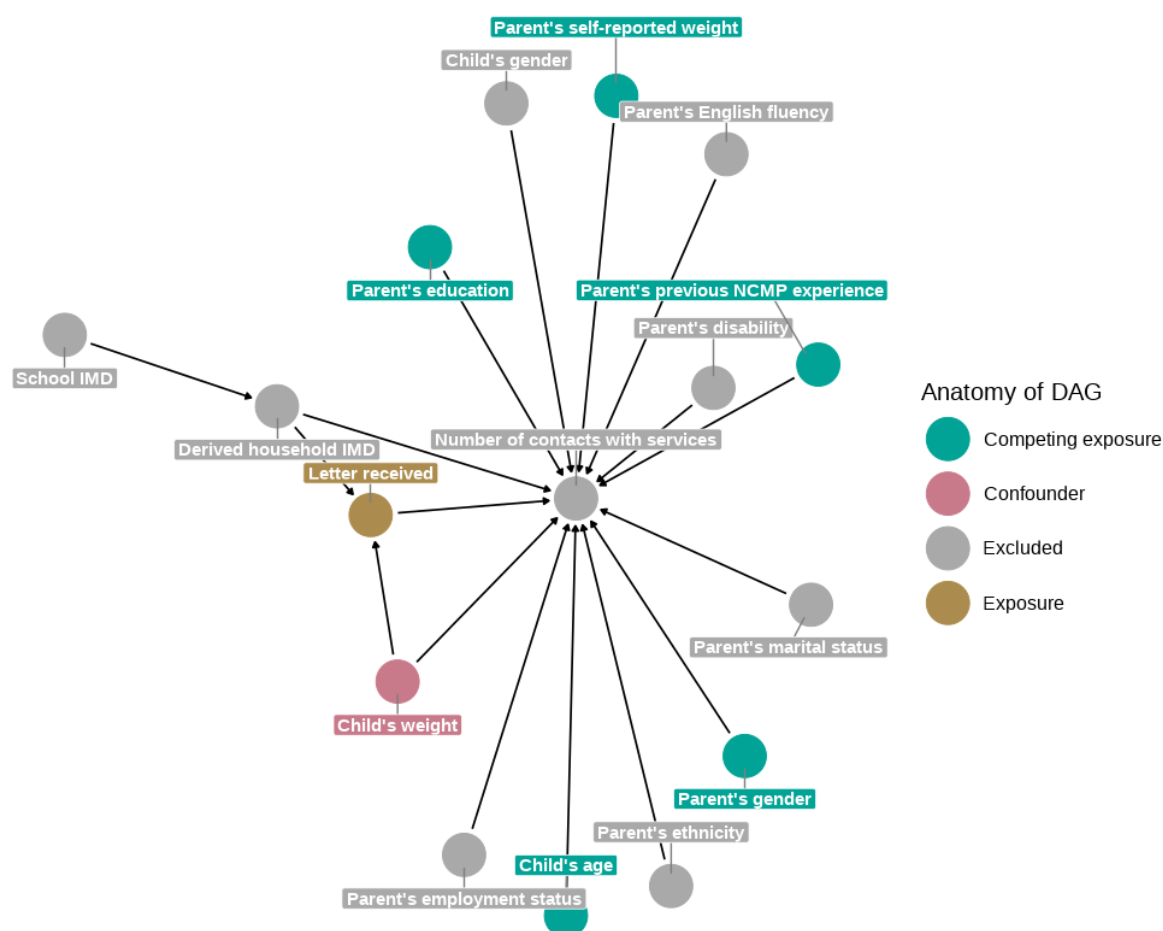 Parent's self-reported weight
Child's gender
Parent's English fluency
Parent's education
Parent's previous NCMP experience
Parent's disability
School IMD
Derived household IMD
Number of contacts with services
Letter received
Child's weight
Parent's marital status
Parent's gender
Parent's ethnicity
Child's age
Parent's employment status
Anatomy of DAG
Competing exposure
Confounder
Excluded
Exposure